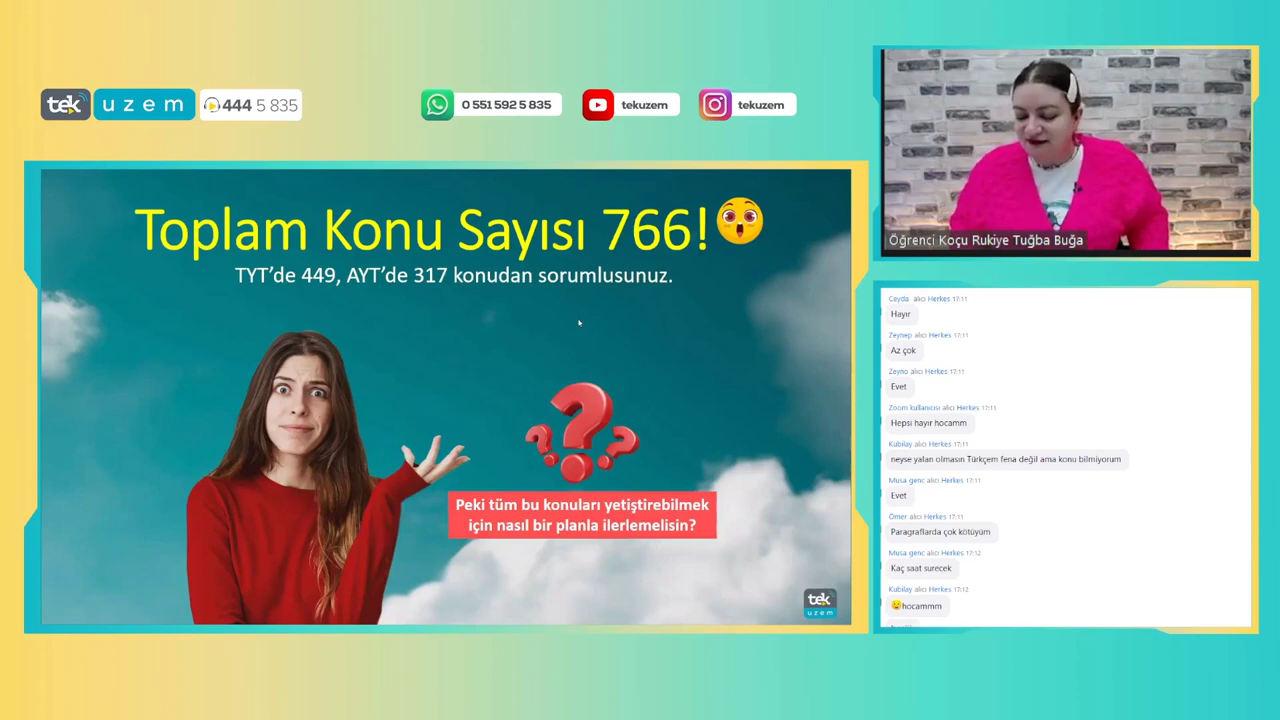 tek uzem 444 5 835
0 551 592 5 835
tekuzem
tekuzem
Toplam Konu Sayısı 766!
TYT’de 449, AYT’de 317 konudan sorumlusunuz.
Peki tüm bu konuları yetiştirebilmek
için nasıl bir planla ilerlemelisin?
tek
uzem
Öğrenci Koçu Rukiye Tuğba Buğa
Ceyda alıcı Herkes 17:11
Hayır
Zeynep alıcı Herkes 17:11
Az çok
Zeyno alıcı Herkes 17:11
Evet
Zoom kullanıcısı alıcı Herkes 17:11
Hepsi hayır hocamm
Kubilay alıcı Herkes 17:11
neyse yalan olmasın Türkçem fena değil ama konu bilmiyorum
Musa genc alıcı Herkes 17:11
Evet
Ömer alıcı Herkes 17:11
Paragraflarda çok kötüyüm
Musa genc alıcı Herkes 17:12
Kaç saat surecek
Kubilay alıcı Herkes 17:12
hocammm